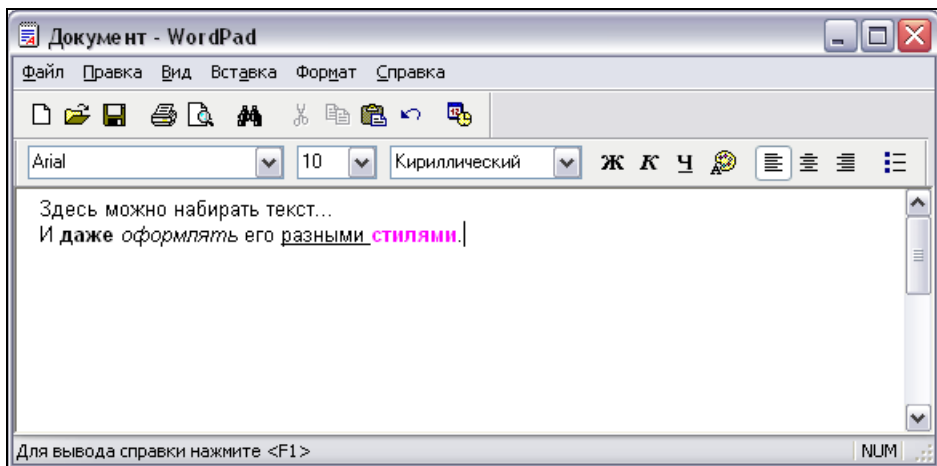 Документ - WordPad
Файл Правка Вид Вставка Формат Справка
Arial 10 Кириллический Ж К Ч
Здесь можно набирать текст...
И даже оформлять его разными стилями.
Для вывода справки нажмите <F1> NUM